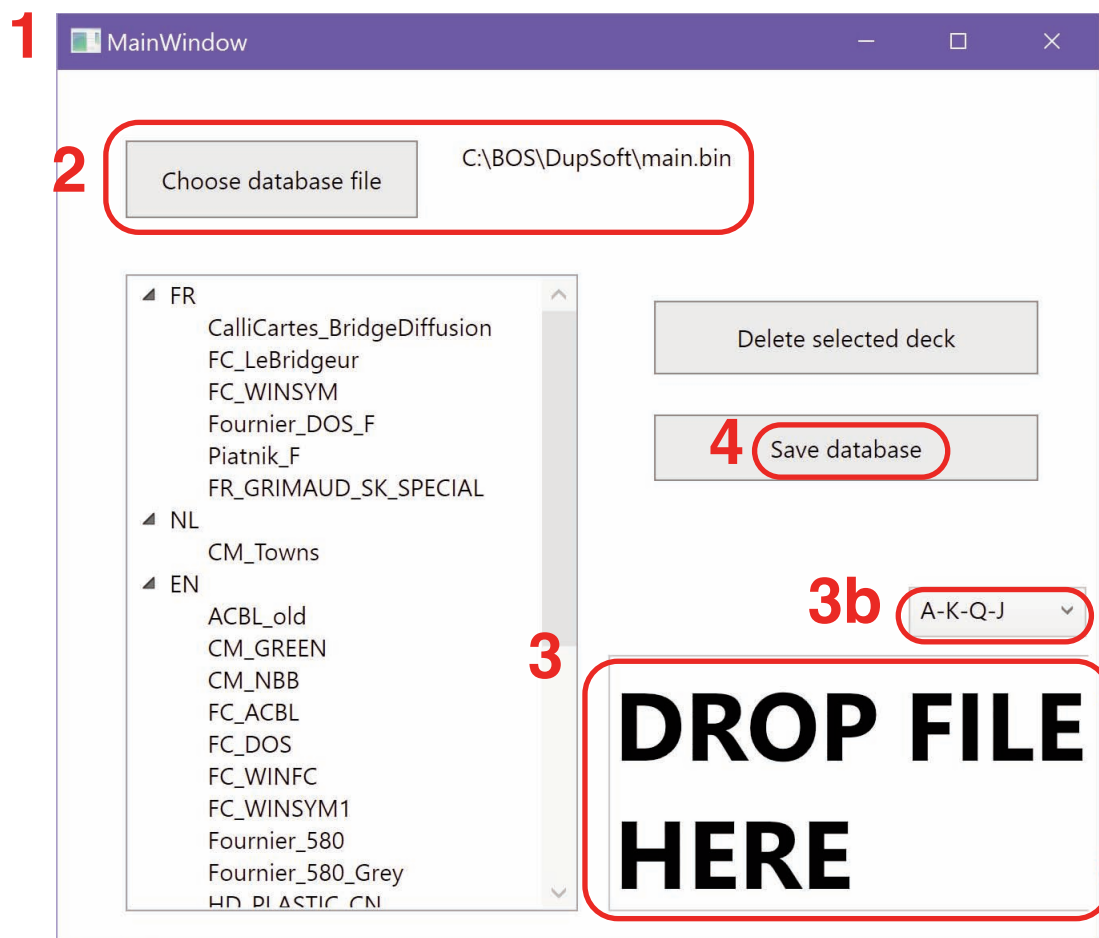 1
MainWindow
2
Choose database file
C:\BOS\DupSoft\main.bin
FR
CalliCartes_BridgeDiffusion
FC_LeBridgeur
FC_WINSYM
Fournier_DOS_F
Piatnik_F
FR_GRIMAUD_SK_SPECIAL
NL
CM_Towns
EN
ACBL_old
CM_GREEN
CM_NBB
FC_ACBL
FC_DOS
FC_WINFC
FC_WINSYM1
Fournier_580
Fournier_580_Grey
HD_PLASTIC_CN
Delete selected deck
4
Save database
3b
A-K-Q-J
3
DROP FILE
HERE